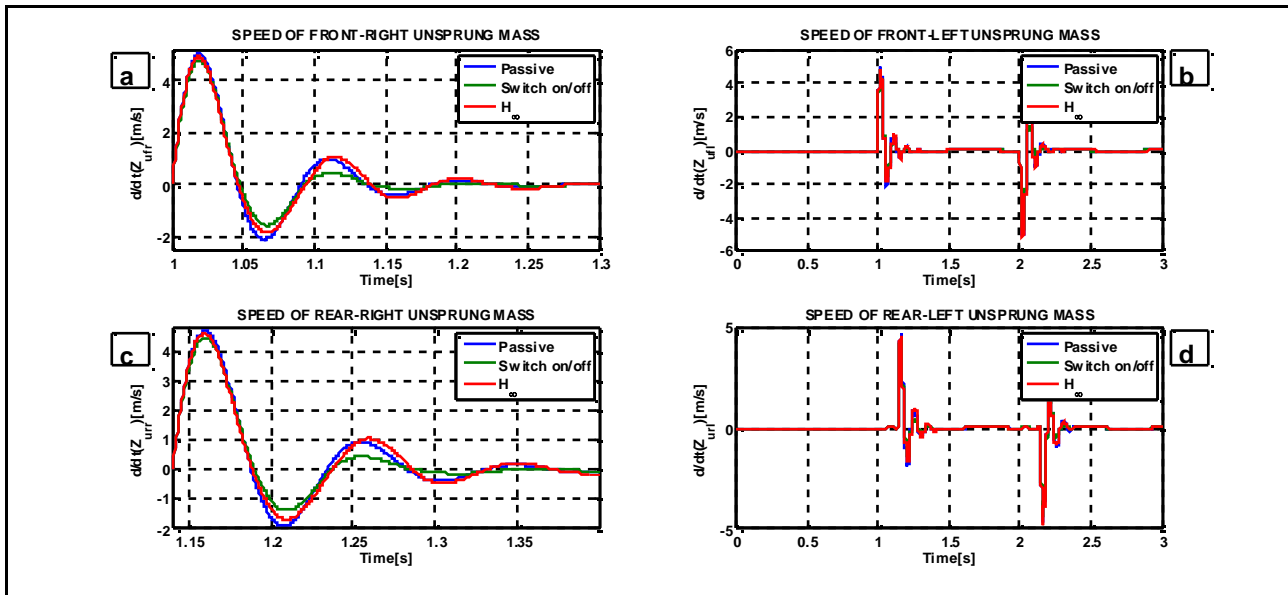 SPEED OF FRONT-RIGHT UNSPRUNG MASS
a
Passive
Switch on/off
H∞
d/dt(Z_ufr)[m/s]
4
2
0
-2
1
1.05
1.1
1.15
1.2
1.25
1.3
Time[s]
SPEED OF FRONT-LEFT UNSPRUNG MASS
b
Passive
Switch on/off
H∞
d/dt(Z_ufl)[m/s]
6
4
2
0
-2
-4
-6
0
0.5
1
1.5
2
2.5
3
Time[s]
SPEED OF REAR-RIGHT UNSPRUNG MASS
c
Passive
Switch on/off
H∞
d/dt(Z_urr)[m/s]
4
3
2
1
0
-1
-2
1.15
1.2
1.25
1.3
1.35
Time[s]
SPEED OF REAR-LEFT UNSPRUNG MASS
d
Passive
Switch on/off
H∞
d/dt(Z_url)[m/s]
5
0
-5
0
0.5
1
1.5
2
2.5
3
Time[s]